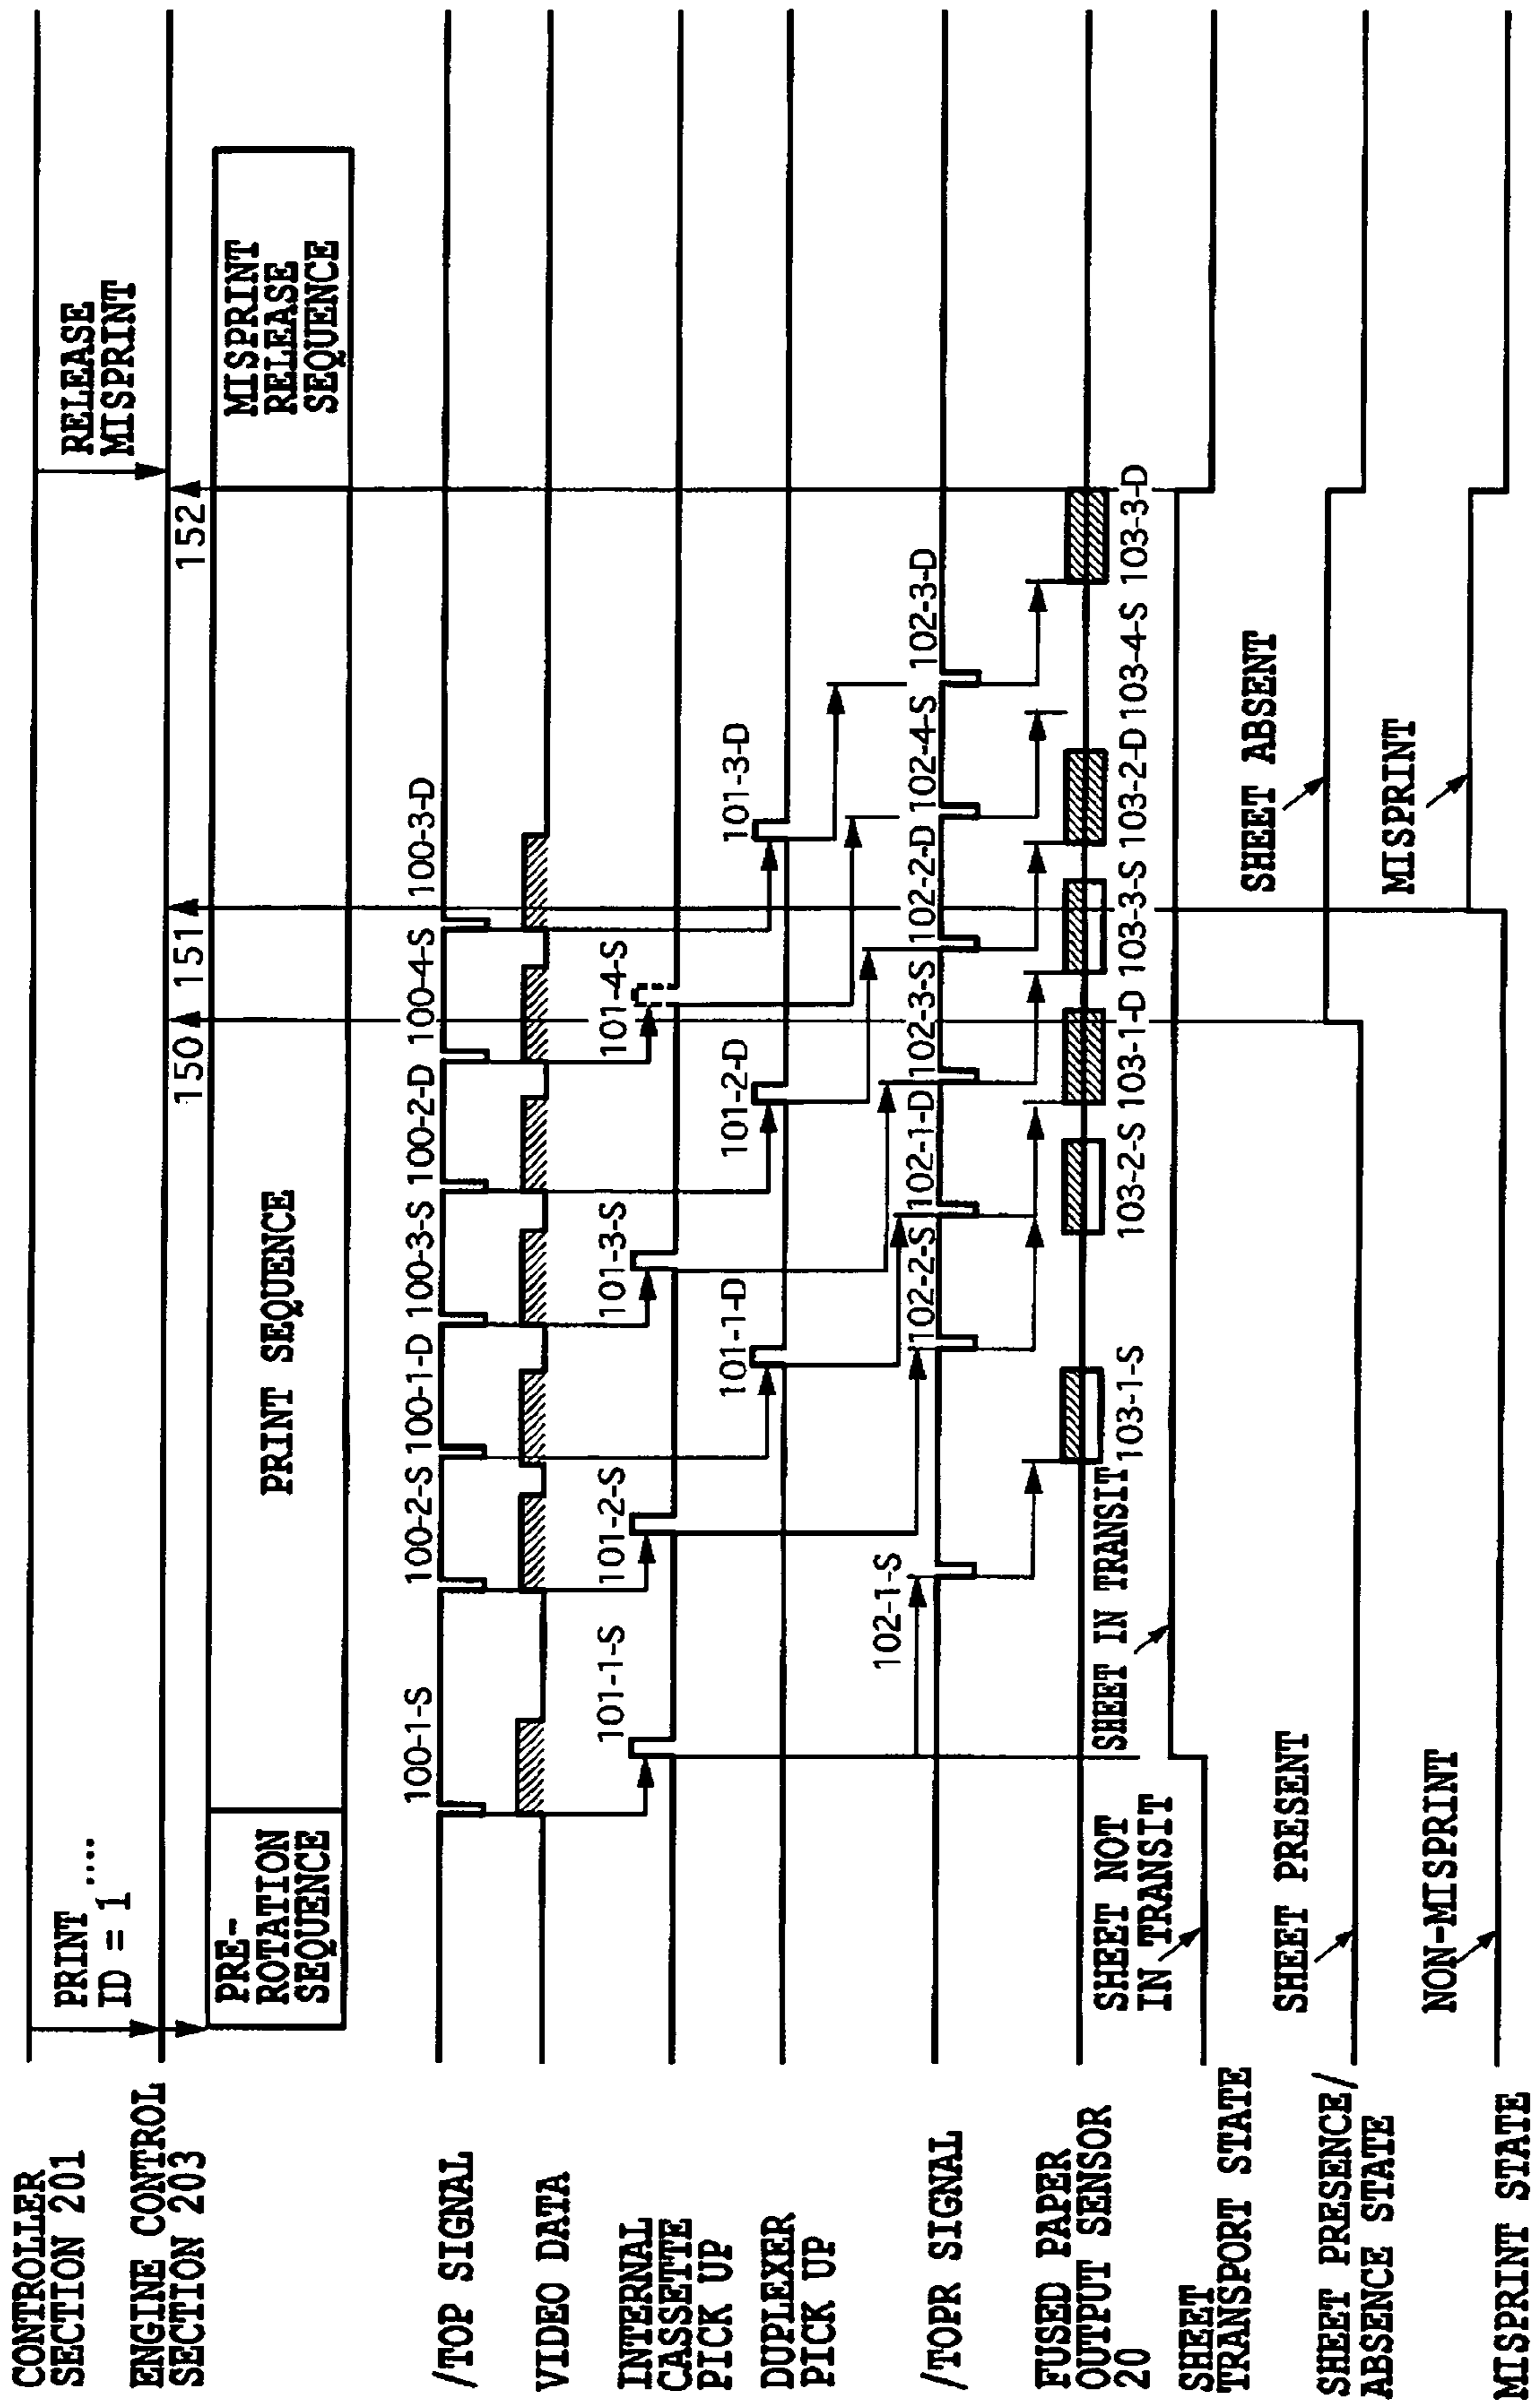 CONTROLLER
SECTION 201
PRINT
ID = 1 ....
RELEASE
MISPRINT
ENGINE CONTROL
SECTION 203
150
151
152
PRE-
ROTATION
SEQUENCE
PRINT SEQUENCE
MISPRINT
RELEASE
SEQUENCE
/TOP SIGNAL
100-1-S
100-2-S
100-1-D
100-3-S
100-2-D
100-4-S
100-3-D
VIDEO DATA
INTERNAL
CASSETTE
PICK UP
101-1-S
101-2-S
101-3-S
101-4-S
DUPLEXER
PICK UP
101-1-D
101-2-D
101-3-D
/TOPR SIGNAL
102-1-S
102-2-S
102-1-D
102-3-S
102-2-D
102-4-S
102-3-D
FUSED PAPER
OUTPUT SENSOR
20
103-1-S
103-2-S
103-1-D
103-3-S
103-2-D
103-4-S
103-3-D
SHEET
TRANSPORT STATE
SHEET NOT
IN TRANSIT
SHEET IN TRANSIT
SHEET PRESENCE/
ABSENCE STATE
SHEET PRESENT
SHEET ABSENT
MISPRINT STATE
NON-MISPRINT
MISPRINT